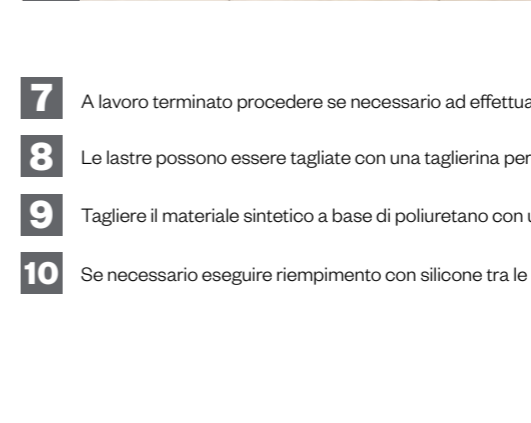 7 A lavoro terminato procedere se necessario ad effettua
8 Le lastre possono essere tagliate con una taglierina per
9 Tagliere il materiale sintetico a base di poliuretano con u
10 Se necessario eseguire riempimento con silicone tra le